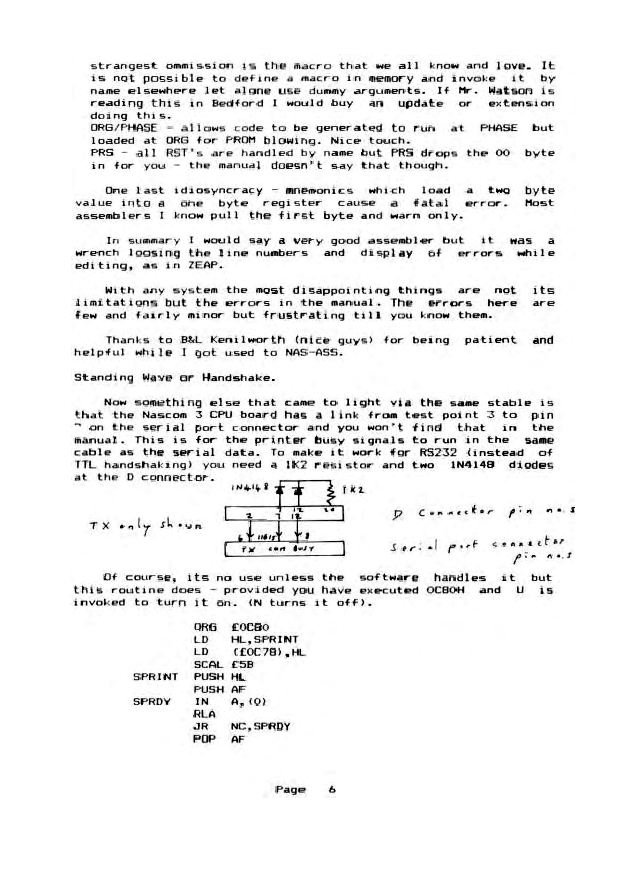 strangest ommission is the macro that we all know and love. It
is not possible to define a macro in memory and invoke it by
name elsewhere let alone use dummy arguments. If Mr. Watson is
reading this in Bedford I would buy an update or extension
doing this.
ORG/PHASE - allows code to be generated to run at PHASE but
loaded at ORG for PROM blowing. Nice touch.
PRS - all RST's are handled by name but PRS drops the 00 byte
in for you - the manual doesn't say that though.
One last idiosyncracy - mnemonics which load a two byte
value into a one byte register cause a fatal error. Most
assemblers I know pull the first byte and warn only.
In summary I would say a very good assembler but it was a
wrench loosing the line numbers and display of errors while
editing, as in ZEAP.
With any system the most disappointing things are not its
limitations but the errors in the manual. The errors here are
few and fairly minor but frustrating till you know them.
Thanks to B&L Kenilworth (nice guys) for being patient and
helpful while I got used to NAS-ASS.
Standing Wave or Handshake.
Now something else that came to light via the same stable is
that the Nascom 3 CPU board has a link from test point 3 to pin
on the serial port connector and you won't find that in the
manual. This is for the printer busy signals to run in the same
cable as the serial data. To make it work for RS232 (instead of
TTL handshaking) you need a 1K2 resistor and two 1N4148 diodes
at the D connector.
1N4148 1K2
2 7 12 20
D Connector pin no.s
TX only shown
6 11&15 8
TX COM BUSY
Serial port connector
pin no.s
Of course, its no use unless the software handles it but
this routine does - provided you have executed 0C80H and U is
invoked to turn it on. (N turns it off).
ORG £0C80
LD HL,SPRINT
LD (£0C78),HL
SCAL £5B
SPRINT PUSH HL
PUSH AF
SPRDY IN A,(0)
RLA
JR NC,SPRDY
POP AF
Page 6